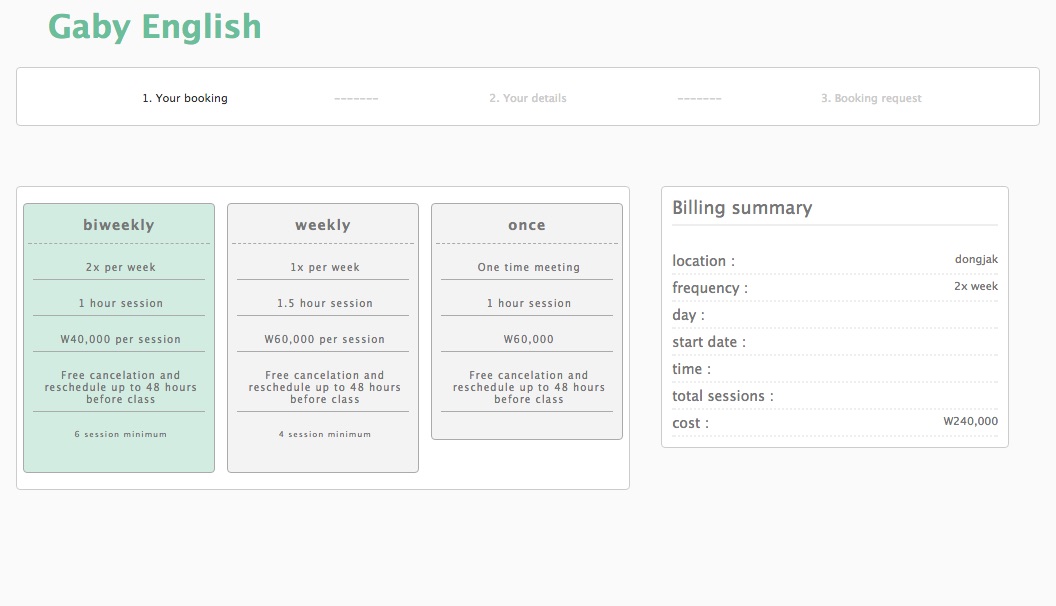 Gaby English
1. Your booking
-------
2. Your details
-------
3. Booking request
biweekly
2x per week
1 hour session
W40,000 per session
Free cancelation and
reschedule up to 48 hours
before class
6 session minimum
weekly
1x per week
1.5 hour session
W60,000 per session
Free cancelation and
reschedule up to 48 hours
before class
4 session minimum
once
One time meeting
1 hour session
W60,000
Free cancelation and
reschedule up to 48 hours
before class
Billing summary
location : dongjak
frequency : 2x week
day :
start date :
time :
total sessions :
cost : W240,000